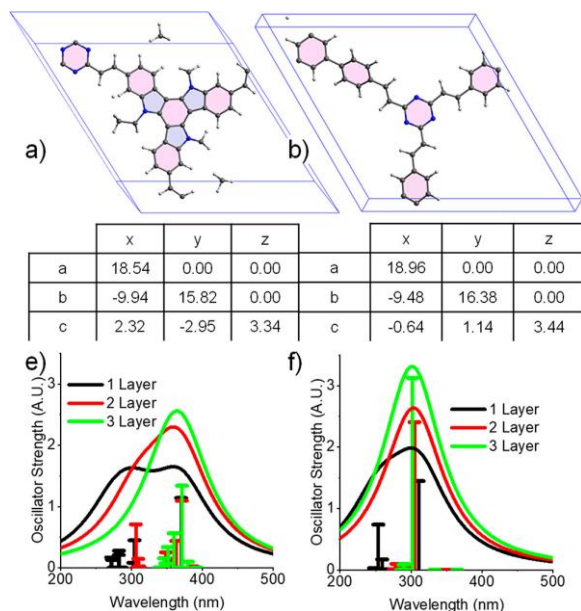 a)
b)
x y z x y z
a 18.54 0.00 0.00 a 18.96 0.00 0.00
b -9.94 15.82 0.00 b -9.48 16.38 0.00
c 2.32 -2.95 3.34 c -0.64 1.14 3.44
e)
Oscillator Strength (A.U.)
3
2
1
0
1 Layer
2 Layer
3 Layer
200 300 400 500
Wavelength (nm)
f)
Oscillator Strength (A.U.)
3
2
1
0
1 Layer
2 Layer
3 Layer
200 300 400 500
Wavelength (nm)